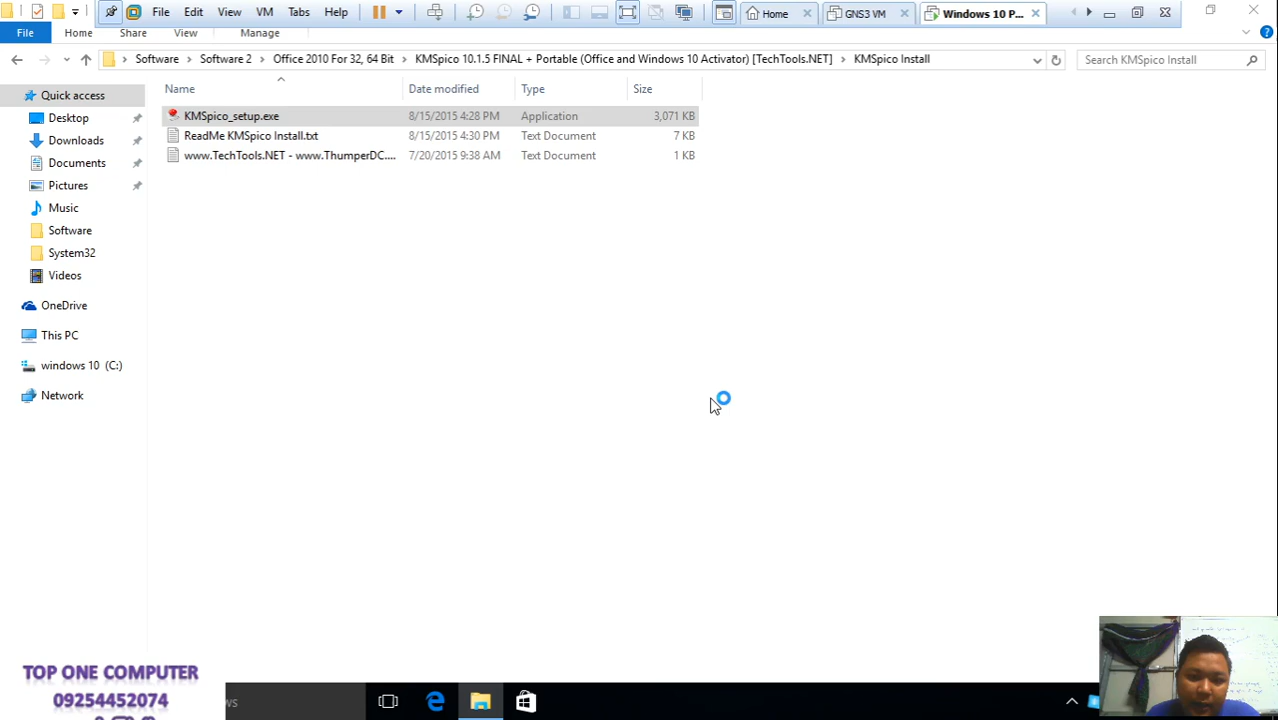 File Edit View VM Tabs Help Home GNS3 VM Windows 10 P...
File Home Share View Manage
Software Software 2 Office 2010 For 32, 64 Bit KMSpico 10.1.5 FINAL + Portable (Office and Windows 10 Activator) [TechTools.NET] KMSpico Install Search KMSpico Install
Name Date modified Type Size
Quick access
Desktop
Downloads
Documents
Pictures
Music
Software
System32
Videos
OneDrive
This PC
windows 10 (C:)
Network
KMSpico_setup.exe 8/15/2015 4:28 PM Application 3,071 KB
ReadMe KMSpico Install.txt 8/15/2015 4:30 PM Text Document 7 KB
www.TechTools.NET - www.ThumperDC.... 7/20/2015 9:38 AM Text Document 1 KB
TOP ONE COMPUTER
09254452074
ws